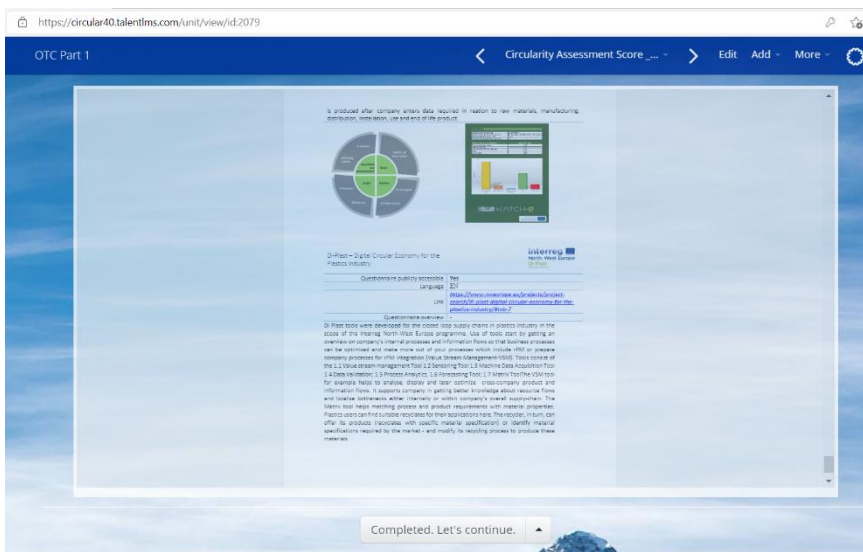 https://circular40.talentlms.com/unit/view/id:2079
OTC Part 1
Circularity Assessment Score _...
Edit Add More
is produced after company enters data required in reation to raw materials, manufacturing,
distribution, installation, use and end of life product
KATCH-e
Di-Plast – Digital Circular Economy for the
Plastics Industry
Interreg
North-West Europe
Di-Plast
Questionnaire publicly accessible Yes
Language EN
Link https://www.nweurope.eu/projects/project-
search/di-plast-digital-circular-economy-for-the-
plastics-industry/#tab-7
Questionnaire overview -
Di Plast tools were developed for the closed loop supply chains in plastics industry in the
scope of the Interreg North-West Europe programme. Use of tools start by getting an
overview on company's internal processes and information flows so that business processes
can be optimised and make more out of your processes which include rPM or prepare
company processes for rPM integration (Value Stream Management-VSM). Tools consist of
the 1.1 Value stream management Tool 1.2 Sensoring Tool 1.3 Machine Data Acquisition Tool
1.4 Data Validation; 1.5 Process Analytics, 1.6 Forecasting Tool; 1.7 Matrix ToolThe VSM tool
for example helps to analyse, display and later optimize cross-company product and
information flows. It supports company in getting better knowledge about resource flows
and localise bottlenecks either internally or within company's overall supplychain. The
Matrix tool helps matching process and product requirements with material properties.
Plastics users can find suitable recyclates for their applications here. The recycler, in turn, can
offer its products (recyclates with specific material specification) or identify material
specifications required by the market - and modify its recycling process to produce these
materials
Completed. Let's continue.